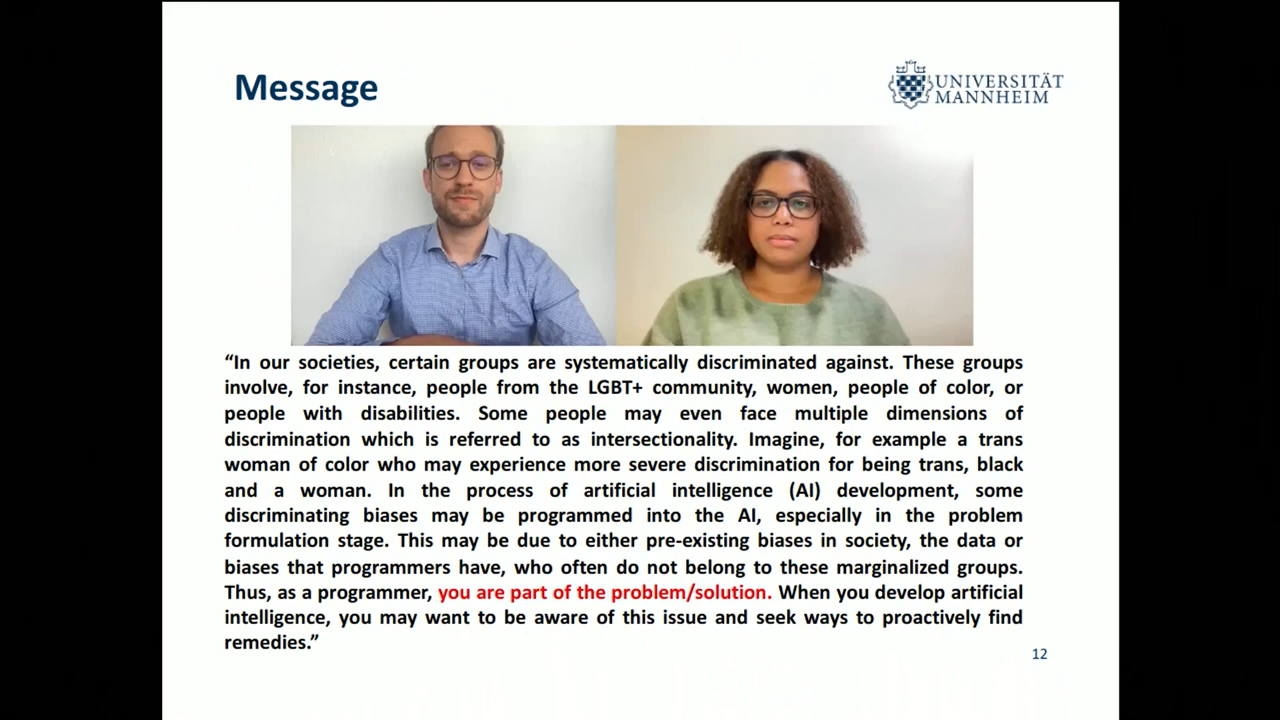 Message
UNIVERSITÄT
MANNHEIM
“In our societies, certain groups are systematically discriminated against. These groups
involve, for instance, people from the LGBT+ community, women, people of color, or
people with disabilities. Some people may even face multiple dimensions of
discrimination which is referred to as intersectionality. Imagine, for example a trans
woman of color who may experience more severe discrimination for being trans, black
and a woman. In the process of artificial intelligence (AI) development, some
discriminating biases may be programmed into the AI, especially in the problem
formulation stage. This may be due to either pre-existing biases in society, the data or
biases that programmers have, who often do not belong to these marginalized groups.
Thus, as a programmer, you are part of the problem/solution. When you develop artificial
intelligence, you may want to be aware of this issue and seek ways to proactively find
remedies.”
12